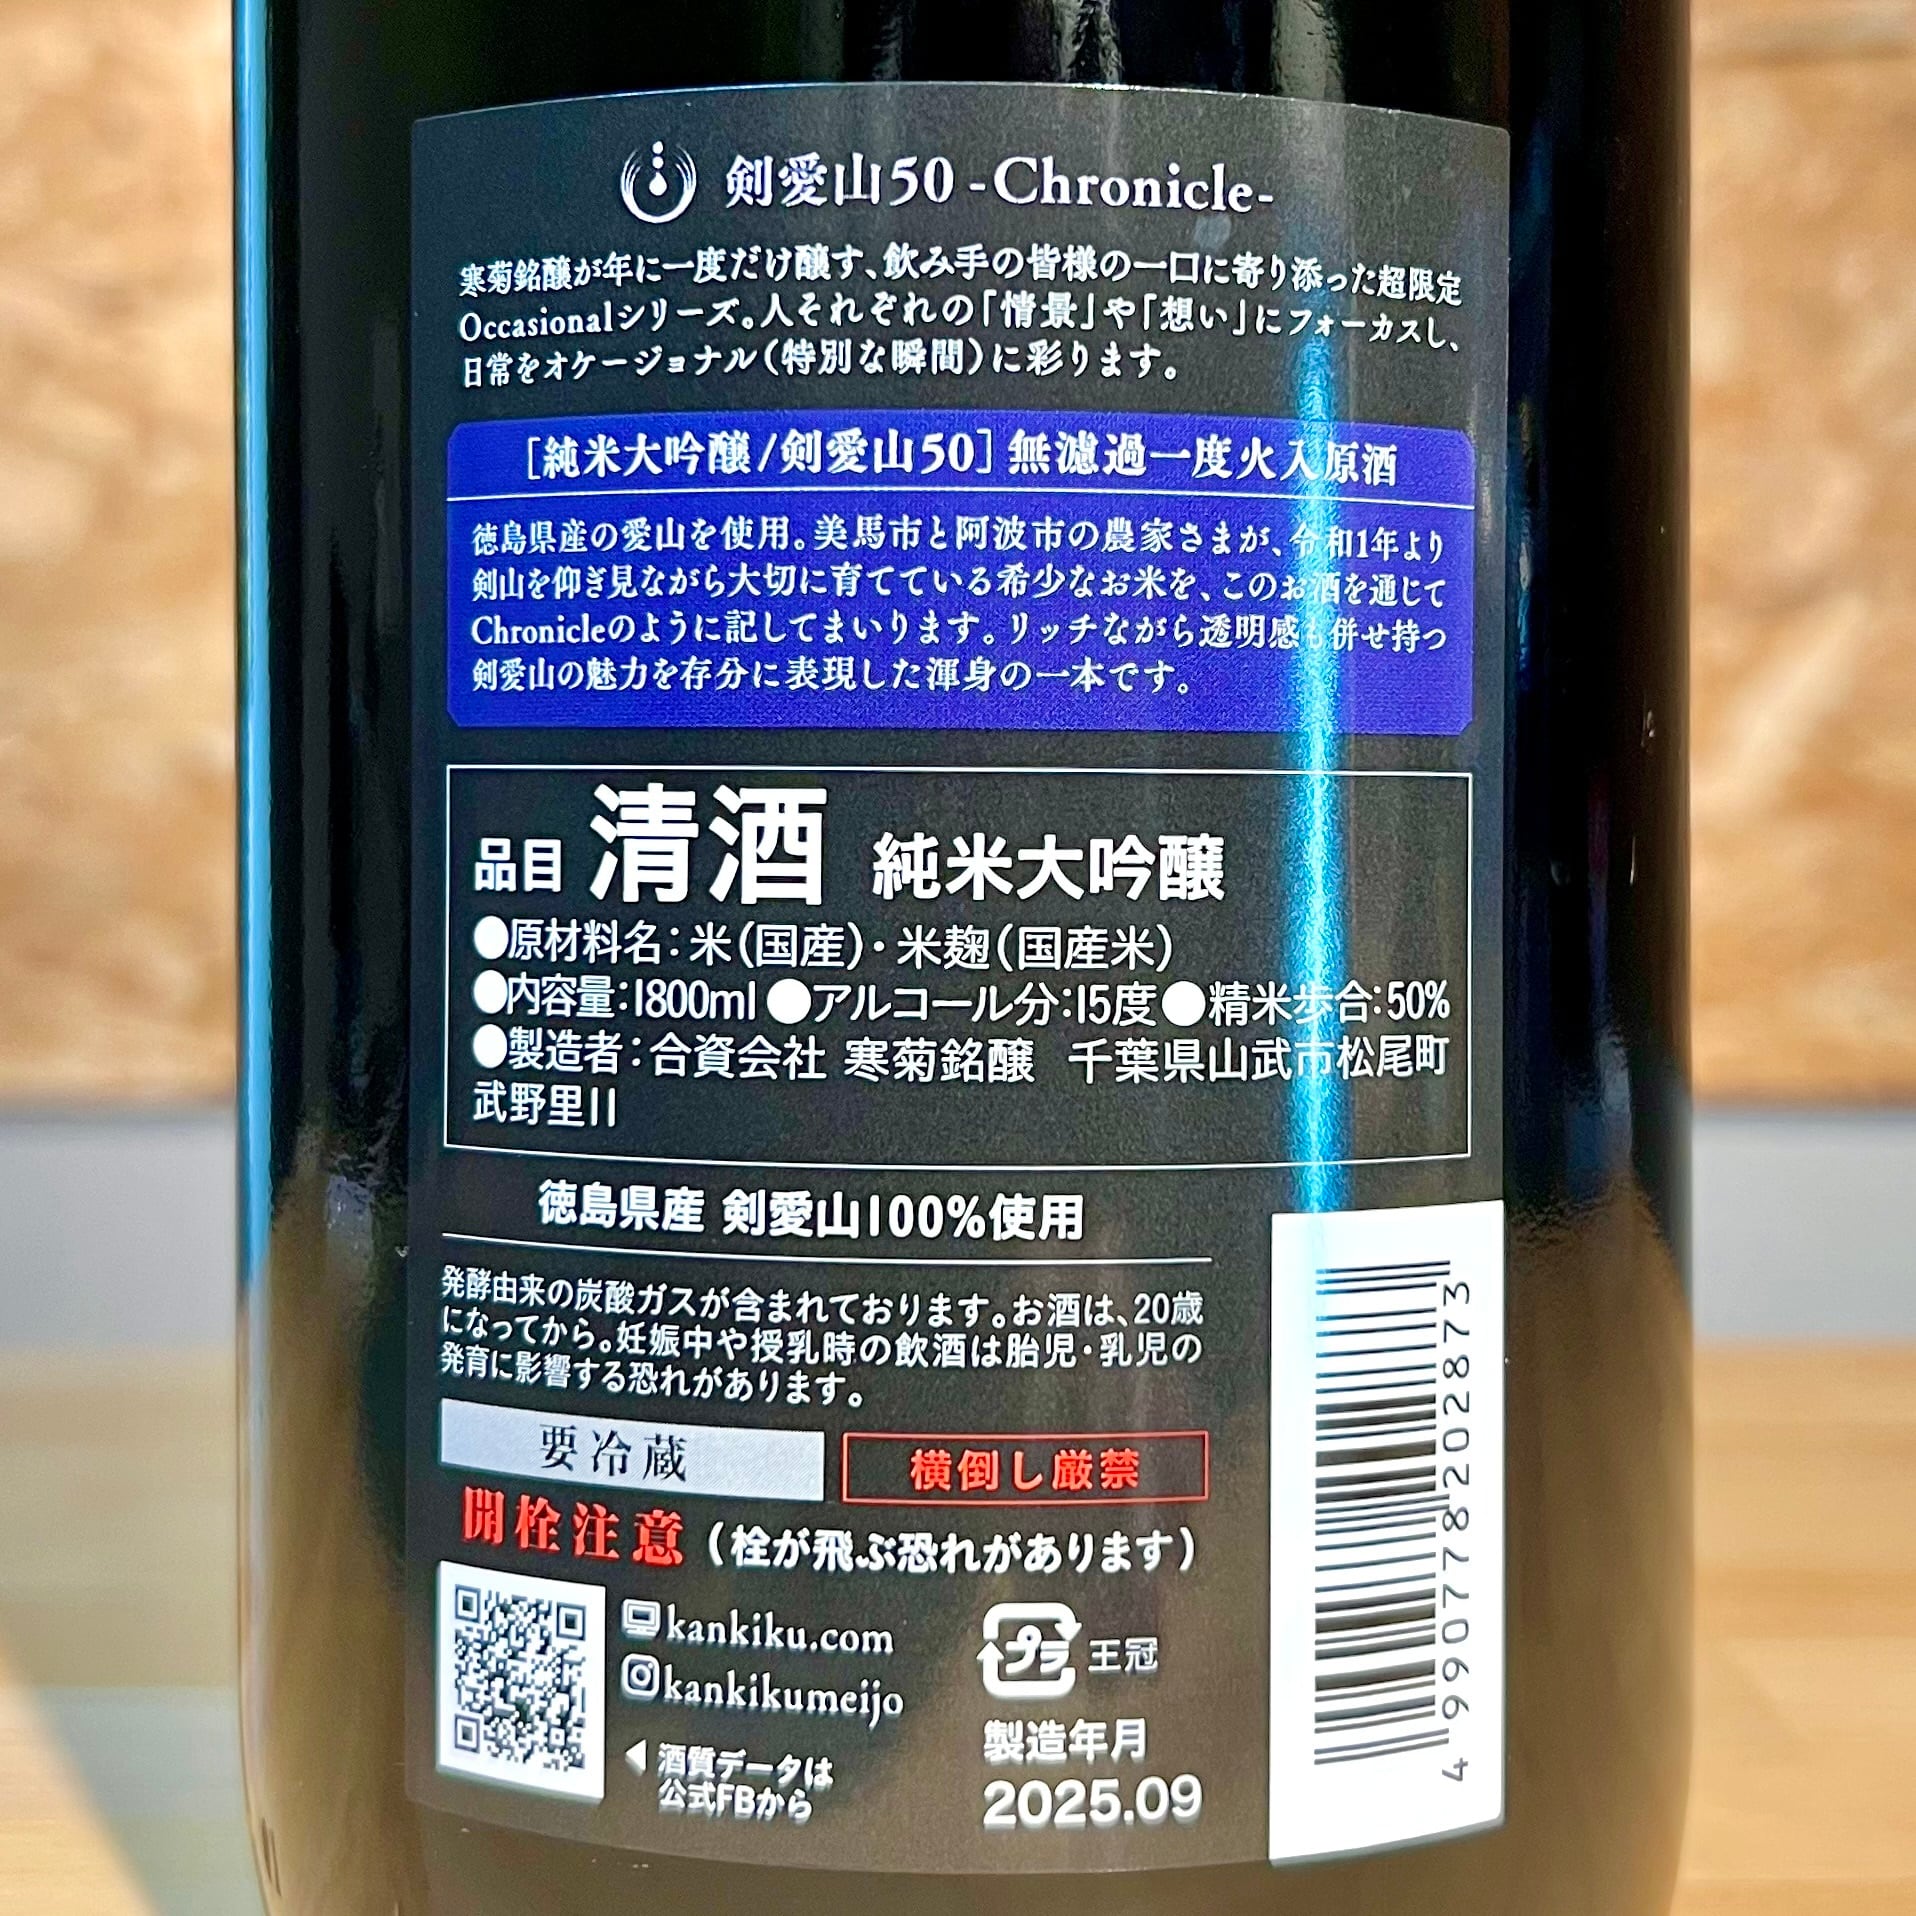 剣愛山50 -Chronicle-
寒菊銘醸が年に一度だけ醸す、飲み手の皆様の一口に寄り添った超限定
Occasionalシリーズ。人それぞれの「情景」や「想い」にフォーカスし、
日常をオケージョナル(特別な瞬間)に彩ります。
[純米大吟醸/剣愛山50] 無濾過一度火入原酒
徳島県産の愛山を使用。美馬市と阿波市の農家さまが、令和1年より
剣山を仰ぎ見ながら大切に育てている希少なお米を、このお酒を通じて
Chronicleのように記してまいります。リッチながら透明感も併せ持つ
剣愛山の魅力を存分に表現した渾身の一本です。
品目 清酒 純米大吟醸
●原材料名：米(国産)・米麹(国産米)
●内容量：1800ml ●アルコール分：15度 ●精米歩合：50%
●製造者：合資会社 寒菊銘醸 千葉県山武市松尾町
武野里11
徳島県産 剣愛山100%使用
発酵由来の炭酸ガスが含まれております。お酒は、20歳
になってから。妊娠中や授乳時の飲酒は胎児・乳児の
発育に影響する恐れがあります。
要冷蔵 横倒し厳禁
開栓注意 (栓が飛ぶ恐れがあります)
kankiku.com
kankikumeijo
◀ 酒質データは
公式FBから
プラ 王冠
製造年月
2025.09
4 960778 202873